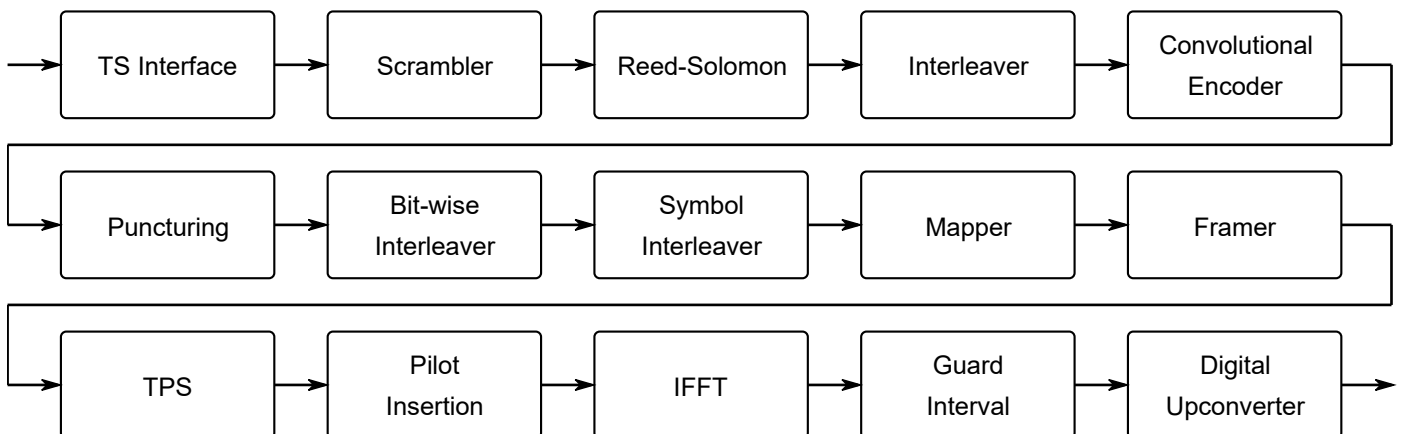 TS Interface
Scrambler
Reed-Solomon
Interleaver
Convolutional
Encoder
Puncturing
Bit-wise
Interleaver
Symbol
Interleaver
Mapper
Framer
TPS
Pilot
Insertion
IFFT
Guard
Interval
Digital
Upconverter